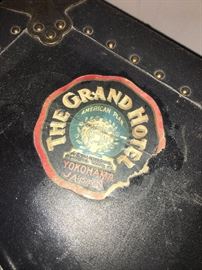 THE GRAND HOTEL
AMERICAN PLAN
YOKOHAMA
JAPAN